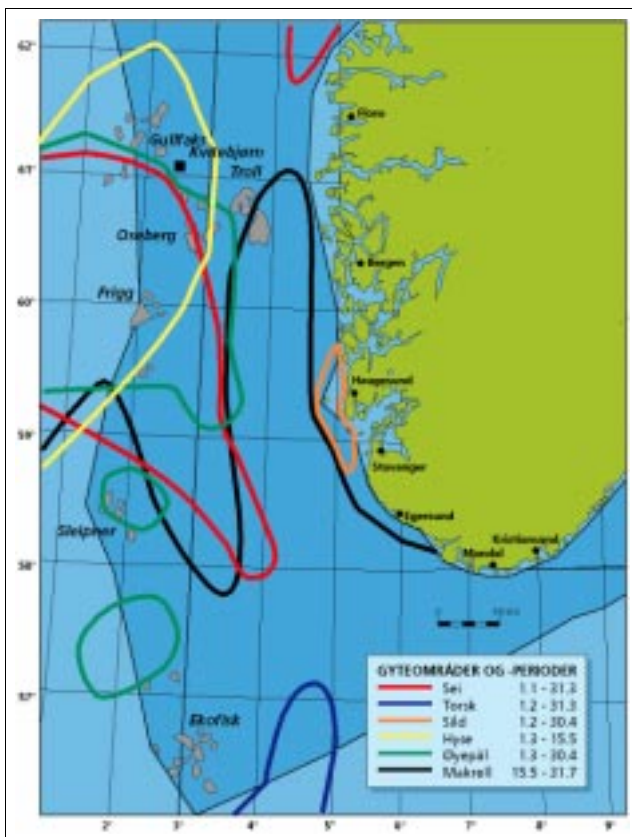 62°
Florø
Gullfaks
Kvitebjørn
61°
Troll
Oseberg
Bergen
Frigg
60°
Haugesund
59°
Stavanger
Sleipner
Egersund
Kristiansand
Mandal
58°
0
GYTEOMRÅDER OG -PERIODER
Sei 1.1 - 31.3
Torsk 1.2 - 31.3
Sild 1.2 - 30.4
Hyse 1.3 - 15.5
Øyepål 1.3 - 30.4
Makrell 15.5 - 31.7
57°
Ekofisk
2° 3° 4° 5° 6° 7° 8° 9°